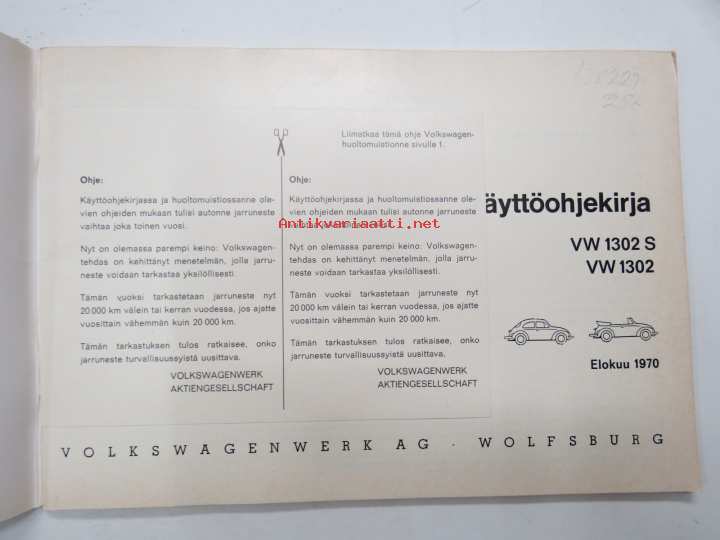 Liimatkaa tämä ohje Volkswagen-
huoltomuistionne sivulle 1.
Ohje:
Käyttöohjekirjassa ja huoltomuistiossanne ole-
vien ohjeiden mukaan tulisi autonne jarruneste
vaihtaa joka toinen vuosi.
Nyt on olemassa parempi keino: Volkswagen-
tehdas on kehittänyt menetelmän, jolla jarru-
neste voidaan tarkastaa yksilöllisesti.
Tämän vuoksi tarkastetaan jarruneste nyt
20 000 km välein tai kerran vuodessa, jos ajatte
vuosittain vähemmän kuin 20 000 km.
Tämän tarkastuksen tulos ratkaisee, onko
jarruneste turvallisuussyistä uusittava.
VOLKSWAGENWERK
AKTIENGESELLSCHAFT
Ohje:
Käyttöohjekirjassa ja huoltomuistiossanne ole-
vien ohjeiden mukaan tulisi autonne jarruneste
Nyt on olemassa parempi keino: Volkswagen-
tehdas on kehittänyt menetelmän, jolla jarru-
neste voidaan tarkastaa yksilöllisesti.
Tämän vuoksi tarkastetaan jarruneste nyt
20 000 km välein tai kerran vuodessa, jos ajatte
vuosittain vähemmän kuin 20 000 km.
Tämän tarkastuksen tulos ratkaisee, onko
jarruneste turvallisuussyistä uusittava.
VOLKSWAGENWERK
AKTIENGESELLSCHAFT
Antikvariaatti.net
äyttöohjekirja
VW 1302 S
VW 1302
Elokuu 1970
VOLKSWAGENWERK AG · WOLFSBURG